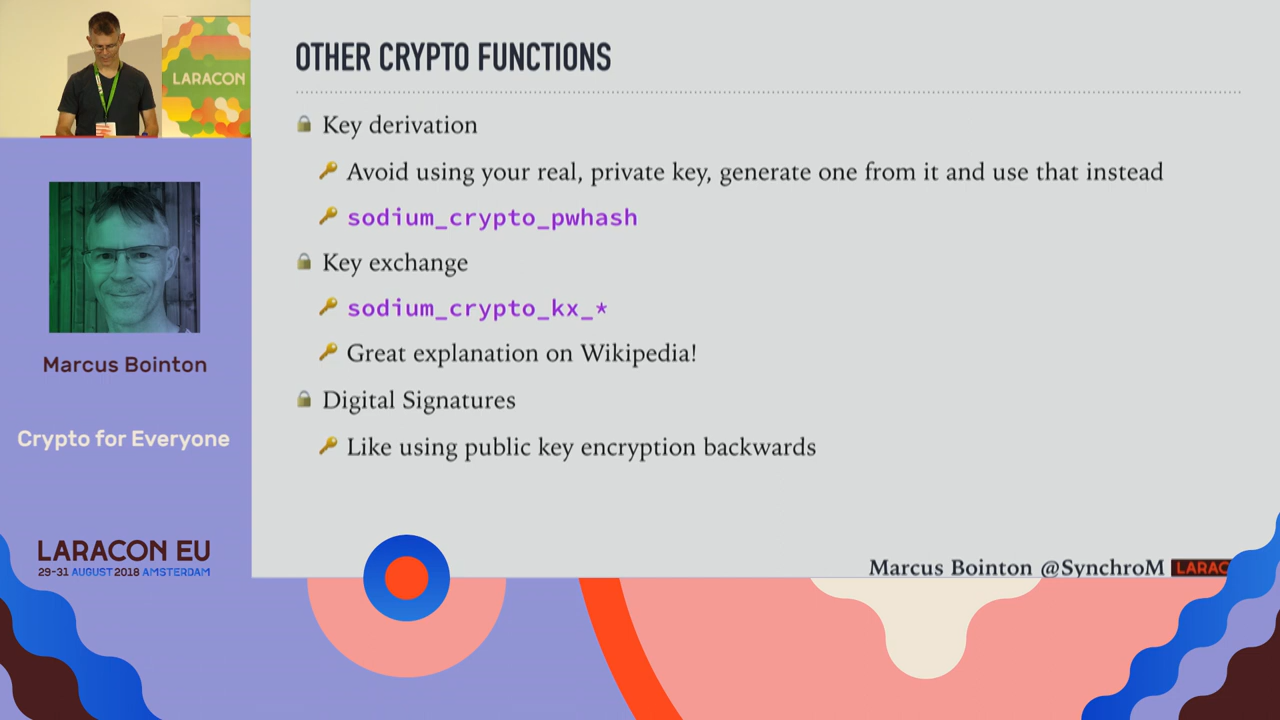 LARACON
OTHER CRYPTO FUNCTIONS
Key derivation
Avoid using your real, private key, generate one from it and use that instead
sodium_crypto_pwhash
Key exchange
sodium_crypto_kx_*
Great explanation on Wikipedia!
Digital Signatures
Like using public key encryption backwards
Marcus Bointon
Crypto for Everyone
LARACON EU
29-31 AUGUST 2018 AMSTERDAM
Marcus Bointon @SynchroM LARAC